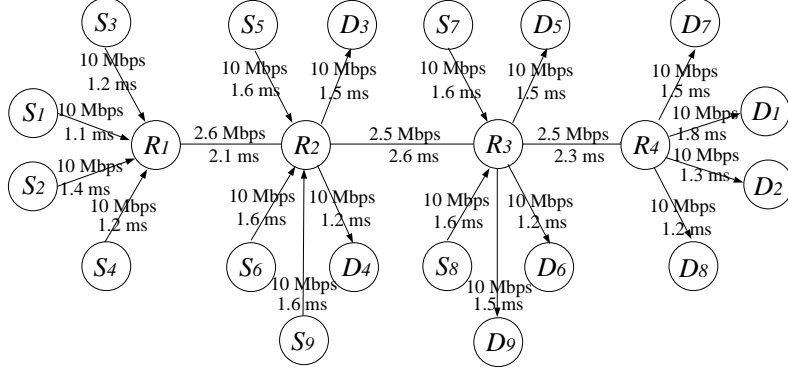 S3
S5
D3
S7
D5
D7
10 Mbps
1.2 ms
10 Mbps
1.6 ms
10 Mbps
1.5 ms
10 Mbps
1.6 ms
10 Mbps
1.5 ms
10 Mbps
1.5 ms
S1
10 Mbps
1.1 ms
10 Mbps
1.8 ms
D1
R1
2.6 Mbps
2.1 ms
R2
2.5 Mbps
2.6 ms
R3
2.5 Mbps
2.3 ms
R4
S2
10 Mbps
1.4 ms
10 Mbps
1.3 ms
D2
10 Mbps
1.2 ms
10 Mbps
1.6 ms
10 Mbps
1.2 ms
10 Mbps
1.6 ms
10 Mbps
1.2 ms
10 Mbps
1.2 ms
S4
S6
D4
S8
D6
D8
10 Mbps
1.6 ms
10 Mbps
1.5 ms
S9
D9